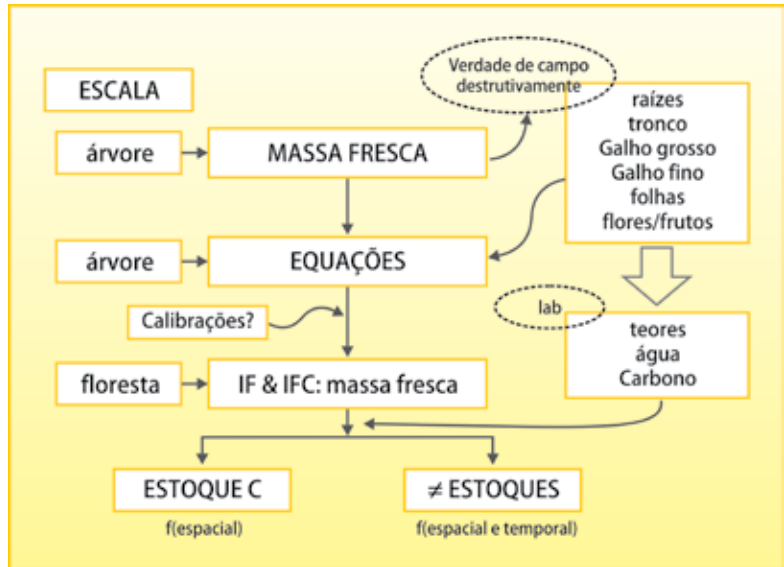 ESCALA
Verdade de campo
destrutivamente
árvore
MASSA FRESCA
raízes
tronco
Galho grosso
Galho fino
folhas
flores/frutos
árvore
EQUAÇÕES
Calibrações?
lab
teores
água
Carbono
floresta
IF & IFC: massa fresca
ESTOQUE C
≠ ESTOQUES
f(espacial)
f(espacial e temporal)